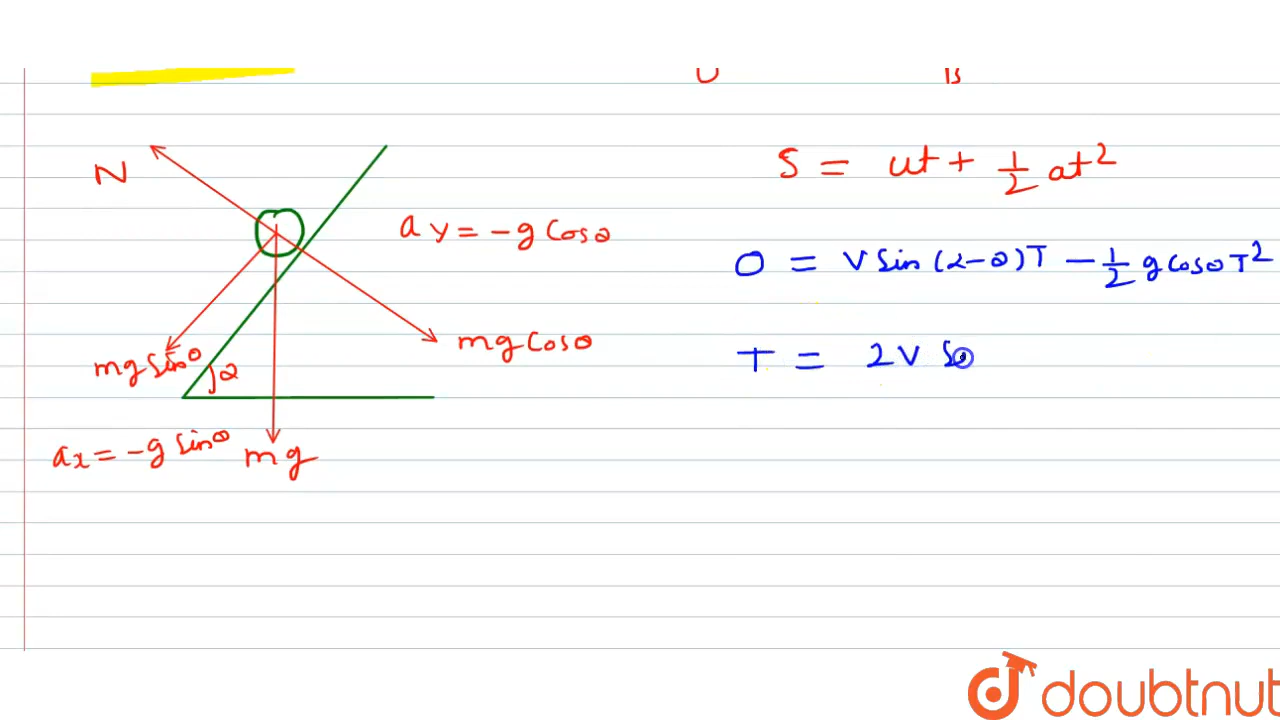 N
ay = -g cosθ
mg cosθ
mg sinθ
θ
ax = -g sinθ
mg
S = ut + 1/2 at²
0 = v sin(α-θ)T - 1/2 g cosθ T²
T = 2v S
doubtnut